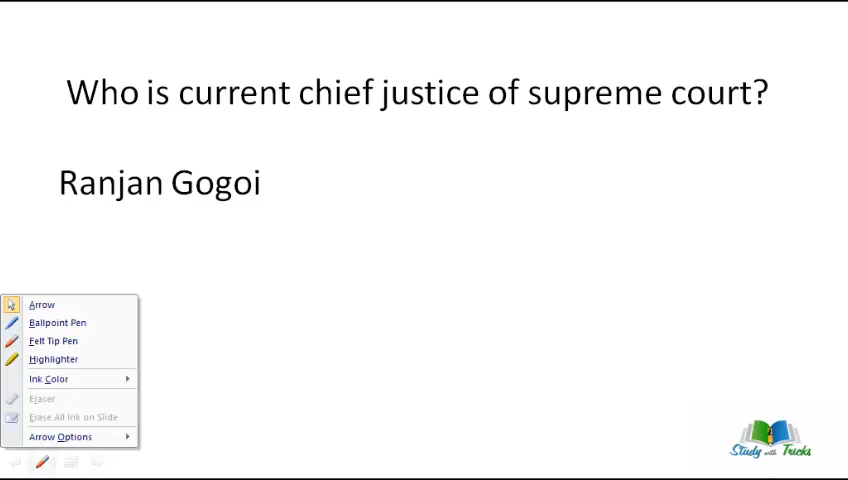 Who is current chief justice of supreme court?
Ranjan Gogoi
Arrow
Ballpoint Pen
Felt Tip Pen
Highlighter
Ink Color
Eraser
Erase All Ink on Slide
Arrow Options
Study with Tricks